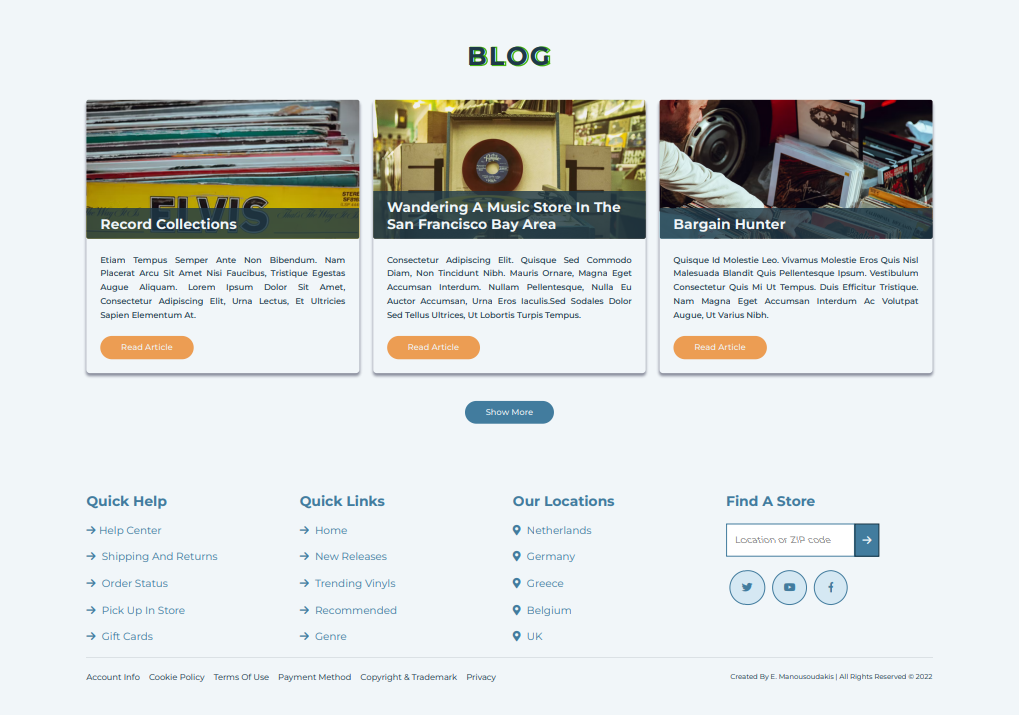 BLOG
ELVIS
STEREO
Record Collections
Wandering A Music Store In The
San Francisco Bay Area
Bargain Hunter
Etiam Tempus Semper Ante Non Bibendum. Nam
Placerat Arcu Sit Amet Nisi Faucibus, Tristique Egestas
Augue Aliquam. Lorem Ipsum Dolor Sit Amet,
Consectetur Adipiscing Elit, Urna Lectus, Et Ultricies
Sapien Elementum At.
Read Article
Consectetur Adipiscing Elit. Quisque Sed Commodo
Diam, Non Tincidunt Nibh. Mauris Ornare, Magna Eget
Accumsan Interdum. Nullam Pellentesque, Nulla Eu
Auctor Accumsan, Urna Eros Iaculis.Sed Sodales Dolor
Sed Tellus Ultrices, Ut Lobortis Turpis Tempus.
Read Article
Quisque Id Molestie Leo. Vivamus Molestie Eros Quis Nisl
Malesuada Blandit Quis Pellentesque Ipsum. Vestibulum
Consectetur Quis Mi Ut Tempus. Duis Efficitur Tristique.
Nam Magna Eget Accumsan Interdum Ac Volutpat
Augue, Ut Varius Nibh.
Read Article
Show More
Quick Help
Help Center
Shipping And Returns
Order Status
Pick Up In Store
Gift Cards
Quick Links
Home
New Releases
Trending Vinyls
Recommended
Genre
Our Locations
Netherlands
Germany
Greece
Belgium
UK
Find A Store
Location or ZIP code
Account Info Cookie Policy Terms Of Use Payment Method Copyright & Trademark Privacy
Created By E. Manousoudakis | All Rights Reserved © 2022